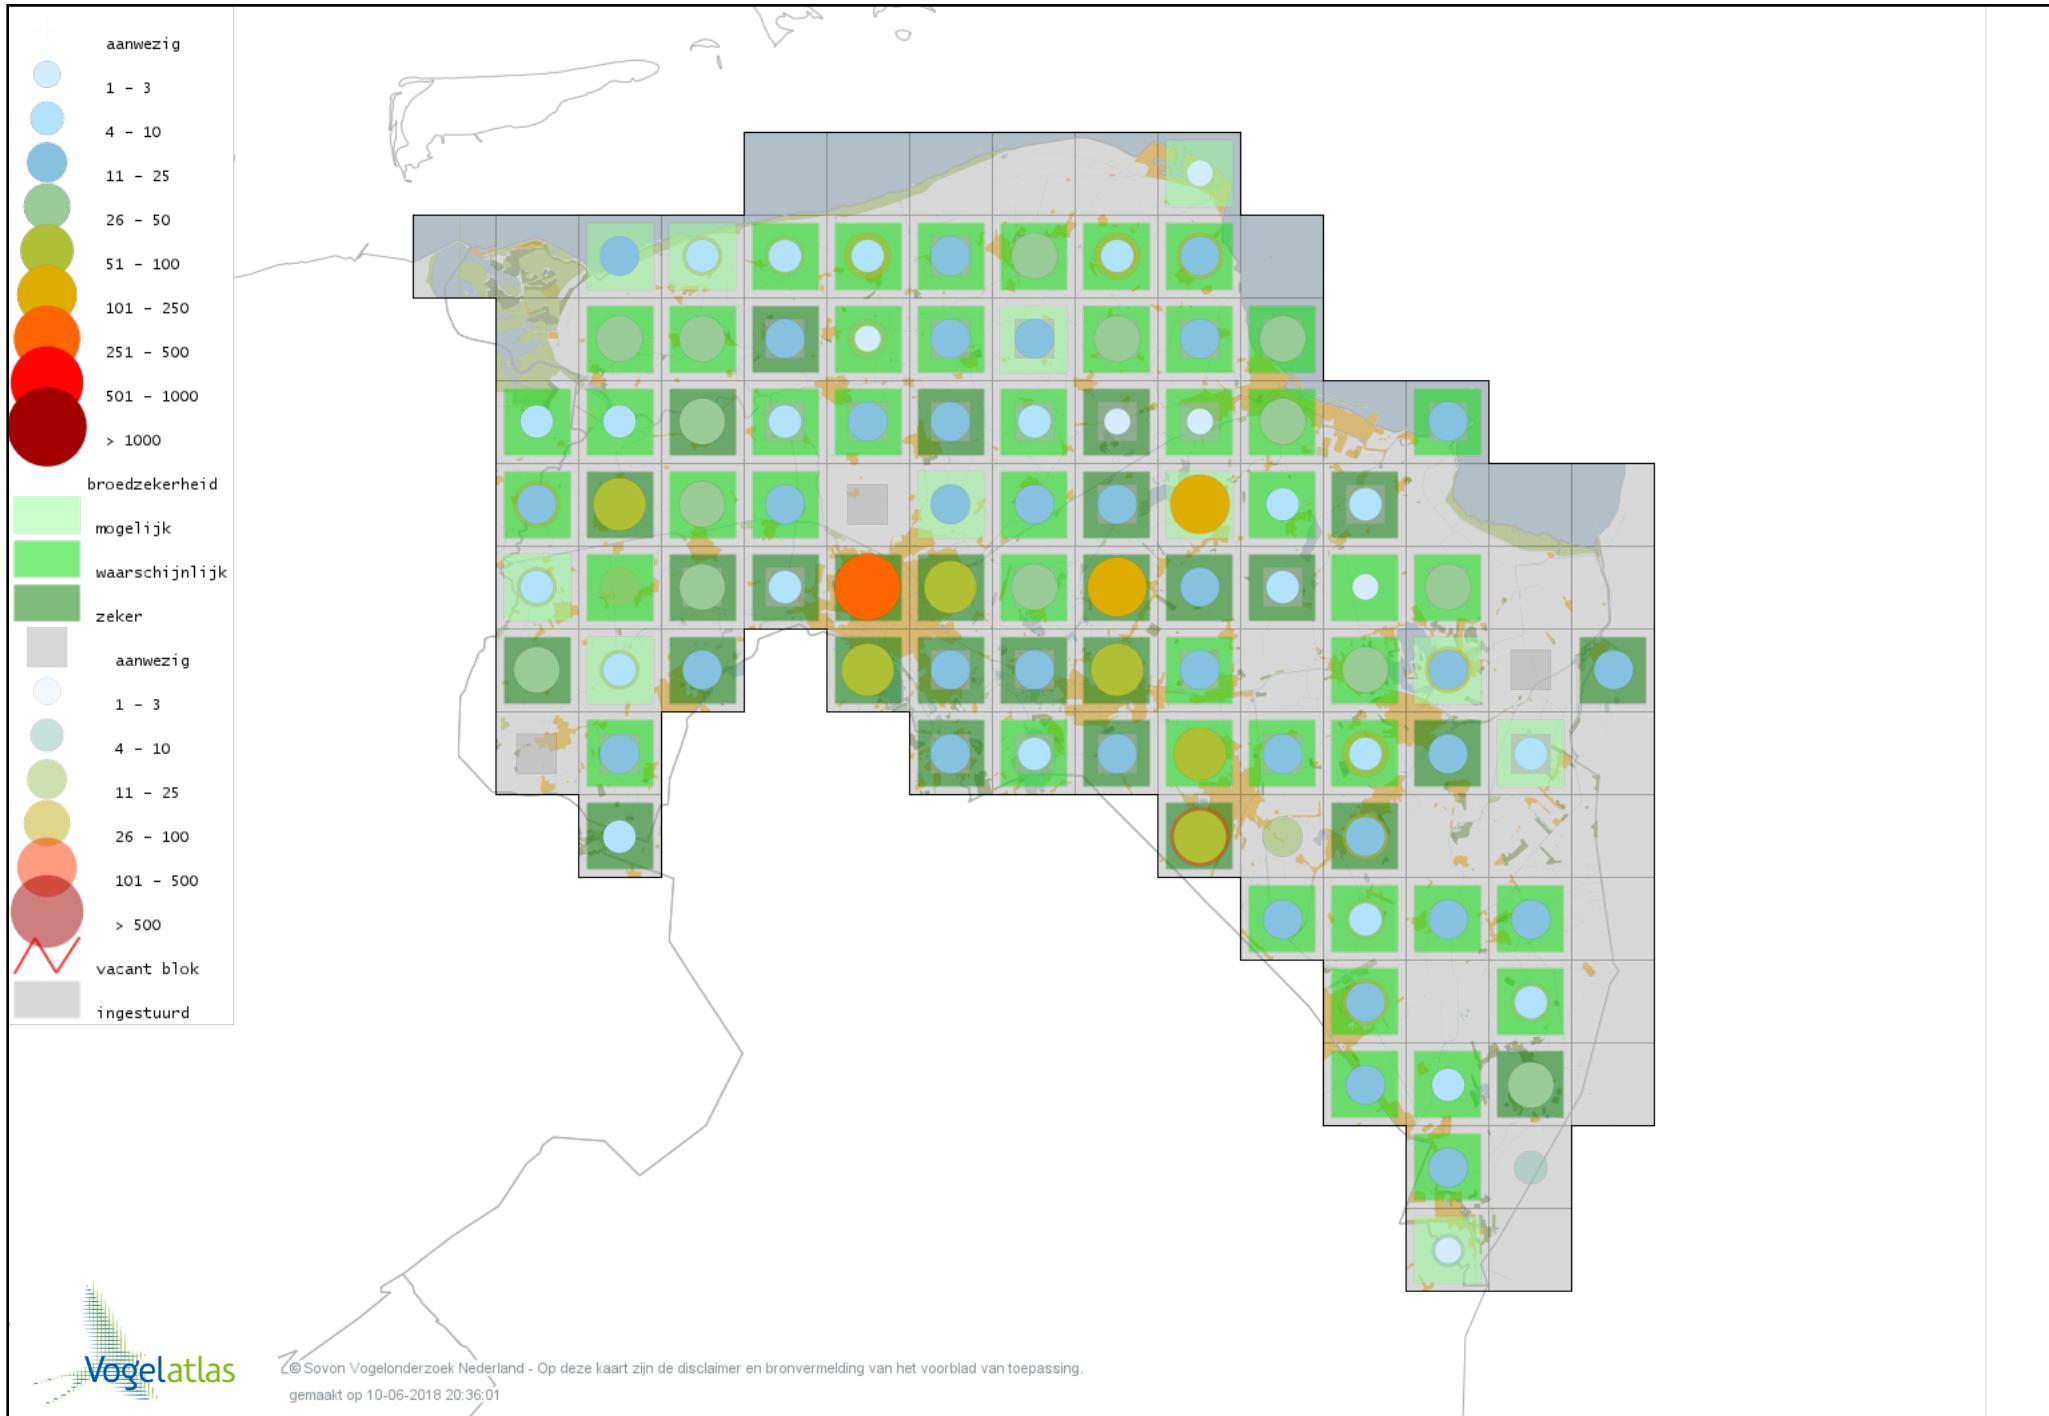 aanwezig
1 - 3
4 - 10
11 - 25
26 - 50
51 - 100
101 - 250
251 - 500
501 - 1000
> 1000
broedzekerheid
mogelijk
waarschijnlijk
zeker
aanwezig
1 - 3
4 - 10
11 - 25
26 - 100
101 - 500
> 500
vacant blok
ingestuurd
Vogelatlas
© Sovon Vogelonderzoek Nederland - Op deze kaart zijn de disclaimer en bronvermelding van het voorblad van toepassing.
gemaakt op 10-06-2018 20:36:01